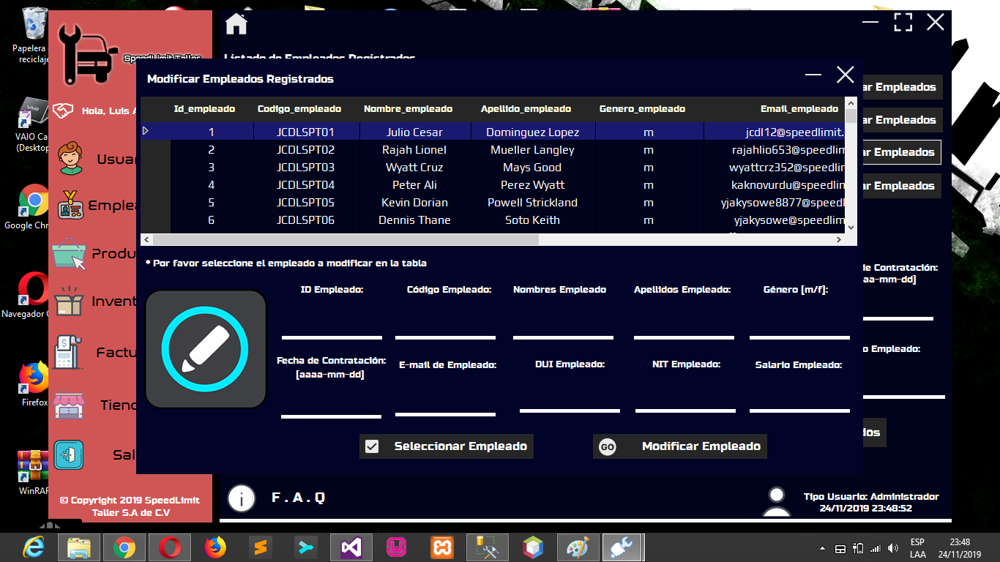 Papelera
reciclaje
VAIO Ca
(Desktop
Google Chr
Navegador
Firefox
WinRAR
SpeedLimit Taller
Hola, Luis A
Usuar
Emplea
Produ
Invent
Factu
Tiend
Sal
© Copyright 2019 SpeedLimit
Taller S.A de C.V
Listado de Empleados Registrados
ar Empleados
ar Empleados
ar Empleados
ar Empleados
de Contratación:
aa-mm-dd]
o Empleado:
dos
Modificar Empleados Registrados
Id_empleado Codigo_empleado Nombre_empleado Apellido_empleado Genero_empleado Email_empleado
1 JCDLSPT01 Julio Cesar Dominguez Lopez m jcdl12@speedlimit.
2 JCDLSPT02 Rajah Lionel Mueller Langley m rajahlio653@speedlim
3 JCDLSPT03 Wyatt Cruz Mays Good m wyattcrz352@speedlir
4 JCDLSPT04 Peter Ali Perez Wyatt m kaknovurdu@speedlim
5 JCDLSPT05 Kevin Dorian Powell Strickland m yjakysowe8877@speedl
6 JCDLSPT06 Dennis Thane Soto Keith m yjakysowe@speedlim
* Por favor seleccione el empleado a modificar en la tabla
ID Empleado: Código Empleado: Nombres Empleado Apellidos Empleado: Género [m/f]:
Fecha de Contratación:
[aaaa-mm-dd]
E-mail de Empleado: DUI Empleado: NIT Empleado: Salario Empleado:
Seleccionar Empleado
GO Modificar Empleado
F . A . Q
Tipo Usuario: Administrador
24/11/2019 23:48:52
ESP
LAA
23:48
24/11/2019